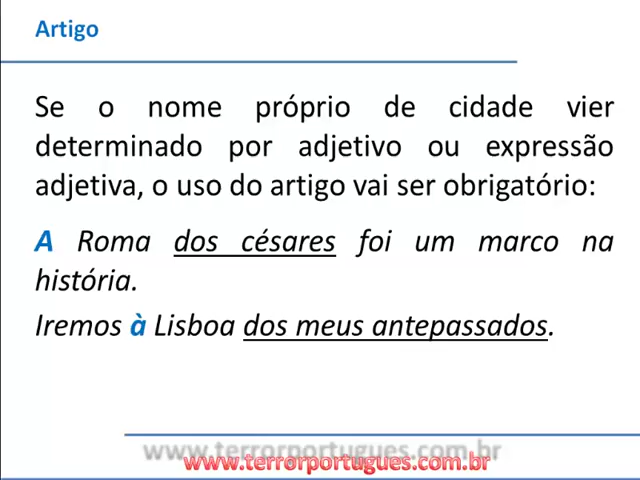 Artigo
Se o nome próprio de cidade vier
determinado por adjetivo ou expressão
adjetiva, o uso do artigo vai ser obrigatório:
A Roma dos césares foi um marco na
história.
Iremos à Lisboa dos meus antepassados.
www.terrorportugues.com.br
www.terrorportugues.com.br